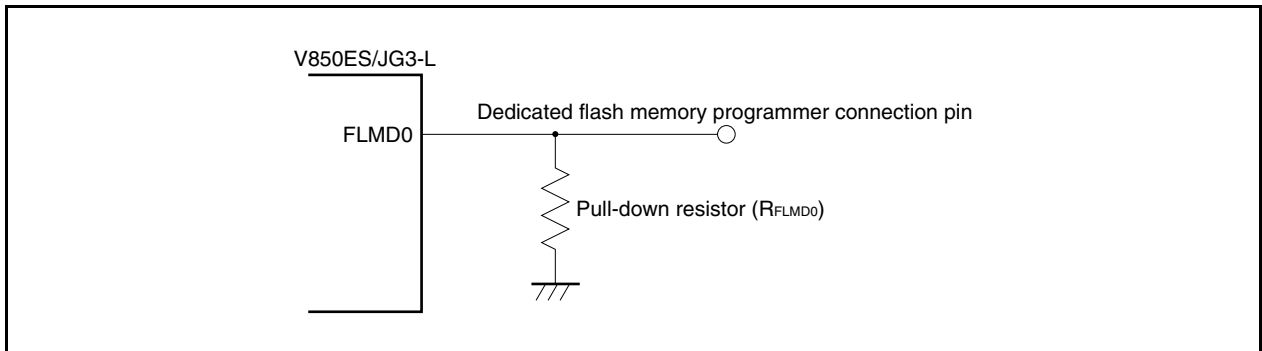 V850ES/JG3-L
Dedicated flash memory programmer connection pin
FLMD0
Pull-down resistor (RFLMD0)